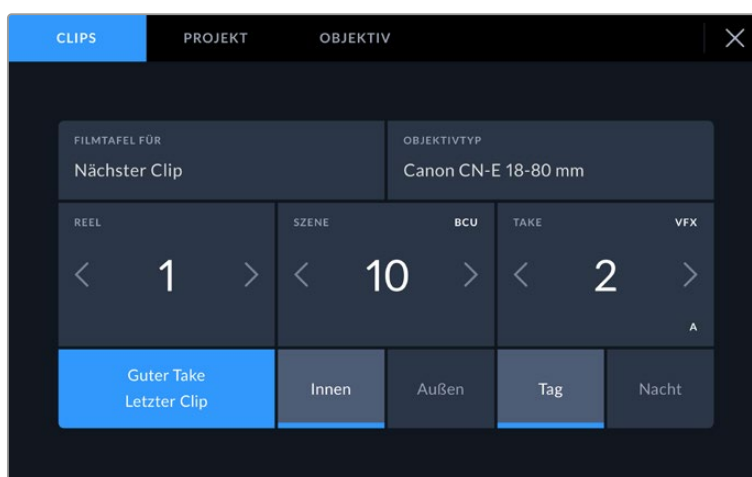 CLIPS PROJEKT OBJEKTIV
FILMTAFEL FÜR OBJEKTIVTYP
Nächster Clip Canon CN-E 18-80 mm
REEL SZENE BCU TAKE VFX
1 10 2
A
Guter Take
Letzter Clip
Innen Außen Tag Nacht